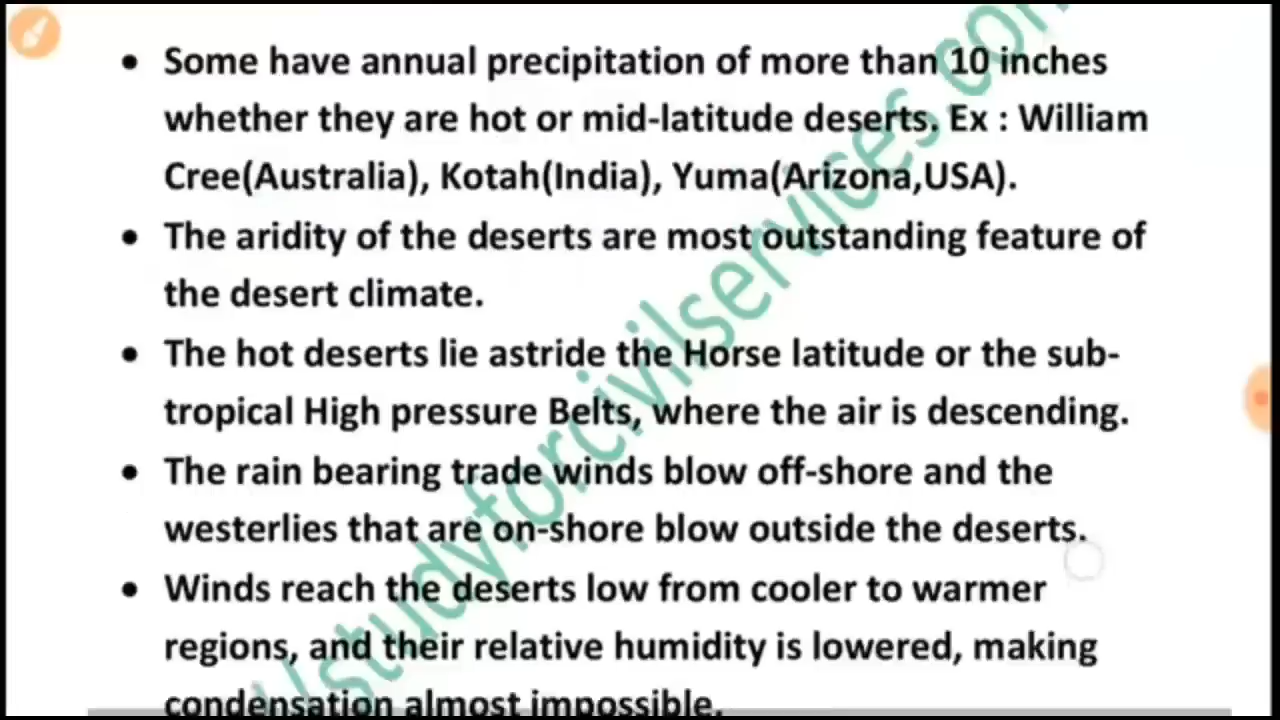 • Some have annual precipitation of more than 10 inches
whether they are hot or mid-latitude deserts. Ex : William
Cree(Australia), Kotah(India), Yuma(Arizona,USA).
• The aridity of the deserts are most outstanding feature of
the desert climate.
• The hot deserts lie astride the Horse latitude or the sub-
tropical High pressure Belts, where the air is descending.
• The rain bearing trade winds blow off-shore and the
westerlies that are on-shore blow outside the deserts.
• Winds reach the deserts low from cooler to warmer
regions, and their relative humidity is lowered, making
condensation almost impossible.
studyforcivilservices.com